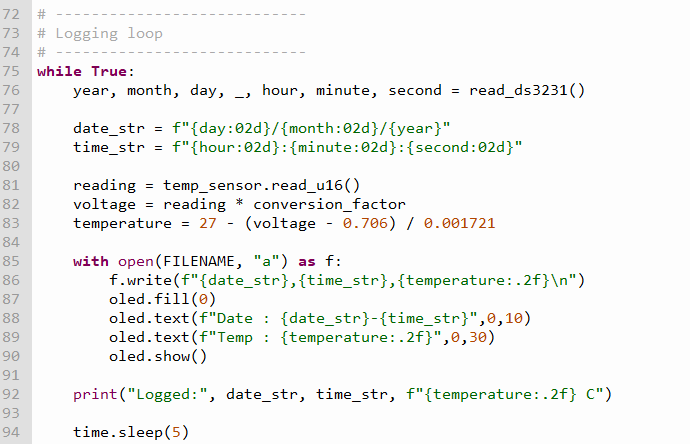 72 # ----------------------------
73 # Logging loop
74 # ----------------------------
75 while True:
76     year, month, day, _, hour, minute, second = read_ds3231()
77
78     date_str = f"{day:02d}/{month:02d}/{year}"
79     time_str = f"{hour:02d}:{minute:02d}:{second:02d}"
80
81     reading = temp_sensor.read_u16()
82     voltage = reading * conversion_factor
83     temperature = 27 - (voltage - 0.706) / 0.001721
84
85     with open(FILENAME, "a") as f:
86         f.write(f"{date_str},{time_str},{temperature:.2f}\n")
87         oled.fill(0)
88         oled.text(f"Date : {date_str}-{time_str}",0,10)
89         oled.text(f"Temp : {temperature:.2f}",0,30)
90         oled.show()
91
92     print("Logged:", date_str, time_str, f"{temperature:.2f} C")
93
94     time.sleep(5)